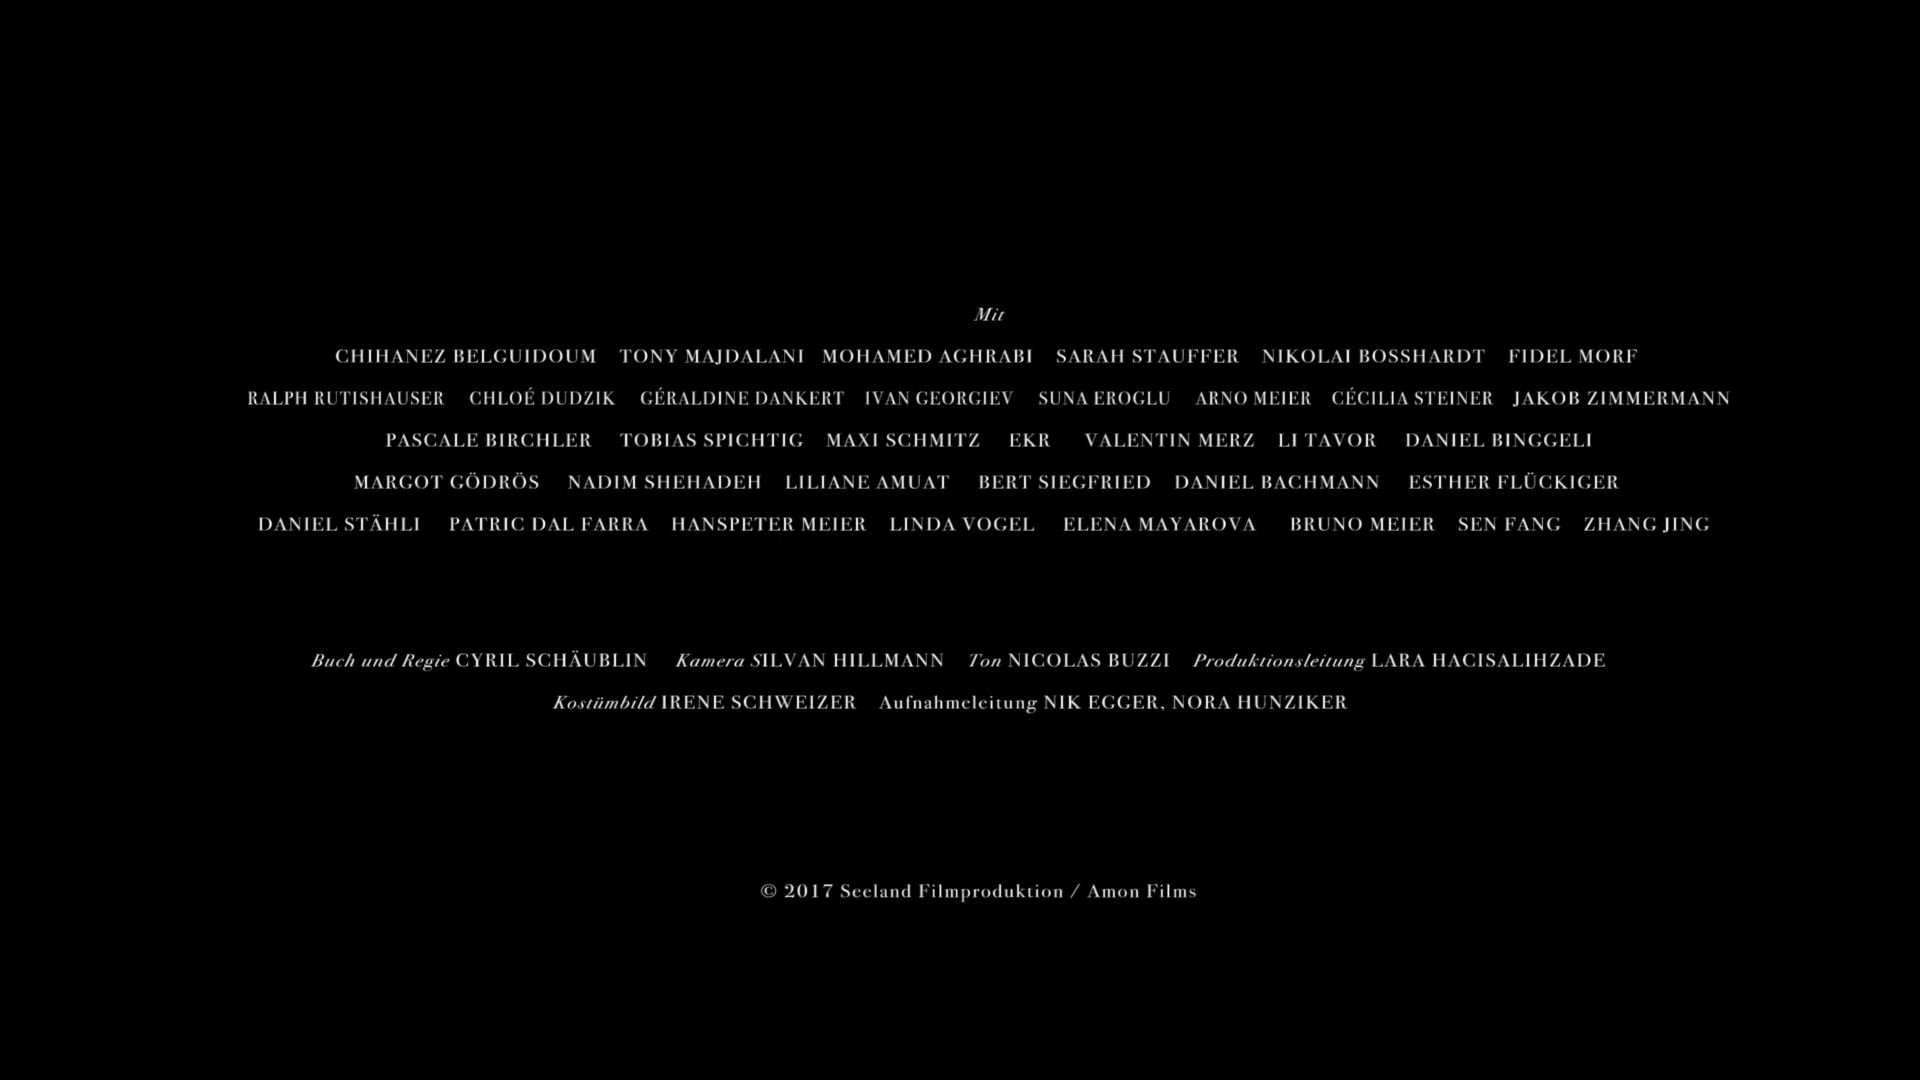 Mit
CHIHANEZ BELGUIDOUM TONY MAJDALANI MOHAMED AGHRABI SARAH STAUFFER NIKOLAI BOSSHARDT FIDEL MORF
RALPH RUTISHAUSER CHLOÉ DUDZIK GÉRALDINE DANKERT IVAN GEORGIEV SUNA EROGLU ARNO MEIER CÉCILIA STEINER JAKOB ZIMMERMANN
PASCALE BIRCHLER TOBIAS SPICHTIG MAXI SCHMITZ EKR VALENTIN MERZ LI TAVOR DANIEL BINGGELI
MARGOT GÖDRÖS NADIM SHEHADEH LILIANE AMUAT BERT SIEGFRIED DANIEL BACHMANN ESTHER FLÜCKIGER
DANIEL STÄHLI PATRIC DAL FARRA HANSPETER MEIER LINDA VOGEL ELENA MAYAROVA BRUNO MEIER SEN FANG ZHANG JING
Buch und Regie CYRIL SCHÄUBLIN Kamera SILVAN HILLMANN Ton NICOLAS BUZZI Produktionsleitung LARA HACISALIHZADE
Kostümbild IRENE SCHWEIZER Aufnahmeleitung NIK EGGER, NORA HUNZIKER
© 2017 Seeland Filmproduktion / Amon Films